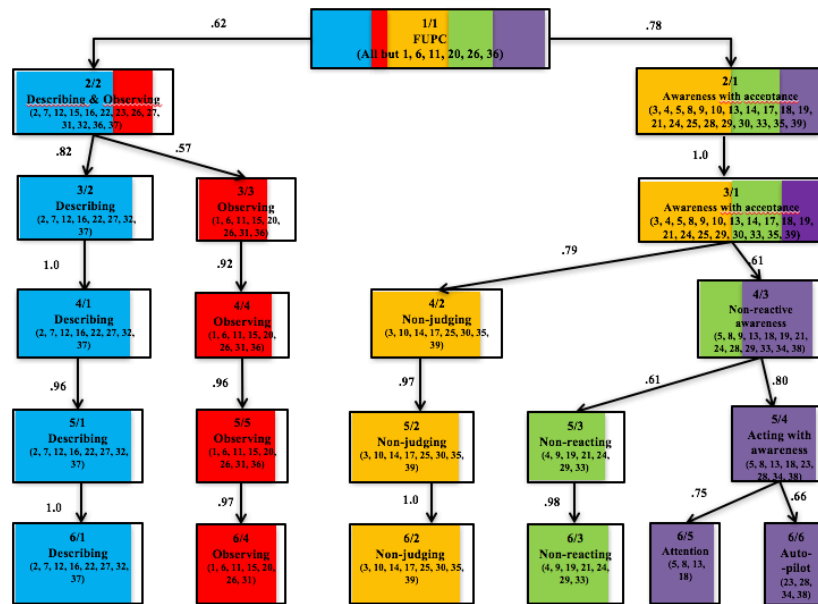 .62
1/1
FUPC
(All but 1, 6, 11, 20, 26, 36)
.78
2/2
Describing & Observing
(2, 7, 12, 15, 16, 22, 23, 26, 27,
31, 32, 36, 37)
2/1
Awareness with acceptance
(3, 4, 5, 8, 9, 10, 13, 14, 17, 18, 19,
21, 24, 25, 28, 29, 30, 33, 35, 39)
.82
.57
1.0
3/2
Describing
(2, 7, 12, 16, 22, 27, 32,
37)
3/3
Observing
(1, 6, 11, 15, 20,
26, 31, 36)
3/1
Awareness with acceptance
(3, 4, 5, 8, 9, 10, 13, 14, 17, 18, 19,
21, 24, 25, 29, 30, 33, 35, 39)
1.0
.92
.79
.61
4/1
Describing
(2, 7, 12, 16, 22, 27, 32,
37)
4/4
Observing
(1, 6, 11, 15, 20,
26, 31, 36)
4/2
Non-judging
(3, 10, 14, 17, 25, 30, 35,
39)
4/3
Non-reactive
awareness
(5, 8, 9, 13, 18, 19, 21,
24, 28, 29, 33, 34, 38)
.96
.96
.97
.61
.80
5/1
Describing
(2, 7, 12, 16, 22, 27, 32,
37)
5/5
Observing
(1, 6, 11, 15, 20,
26, 31, 36)
5/2
Non-judging
(3, 10, 14, 17, 25, 30, 35,
39)
5/3
Non-reacting
(4, 9, 19, 21, 24,
29, 33)
5/4
Acting with
awareness
(5, 8, 13, 18, 23,
28, 34, 38)
1.0
.97
1.0
.98
.75
.66
6/1
Describing
(2, 7, 12, 16, 22, 27, 32,
37)
6/4
Observing
(1, 6, 11, 15, 20,
26, 31)
6/2
Non-judging
(3, 10, 14, 17, 25, 30, 35,
39)
6/3
Non-reacting
(4, 9, 19, 21, 24,
29, 33)
6/5
Attention
(5, 8, 13,
18)
6/6
Auto-
-pilot
(23, 28,
34, 38)